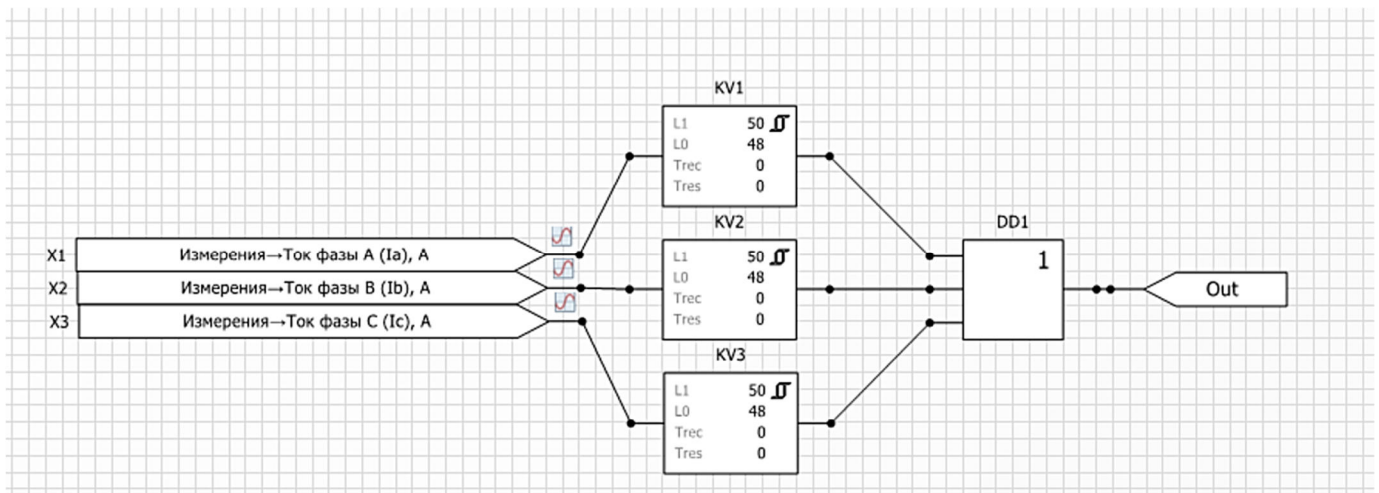 KV1
L1 50
L0 48
Trec 0
Tres 0
KV2
L1 50
L0 48
Trec 0
Tres 0
KV3
L1 50
L0 48
Trec 0
Tres 0
X1 Измерения→Ток фазы А (Ia), А
X2 Измерения→Ток фазы В (Ib), А
X3 Измерения→Ток фазы С (Ic), А
DD1
1
Out